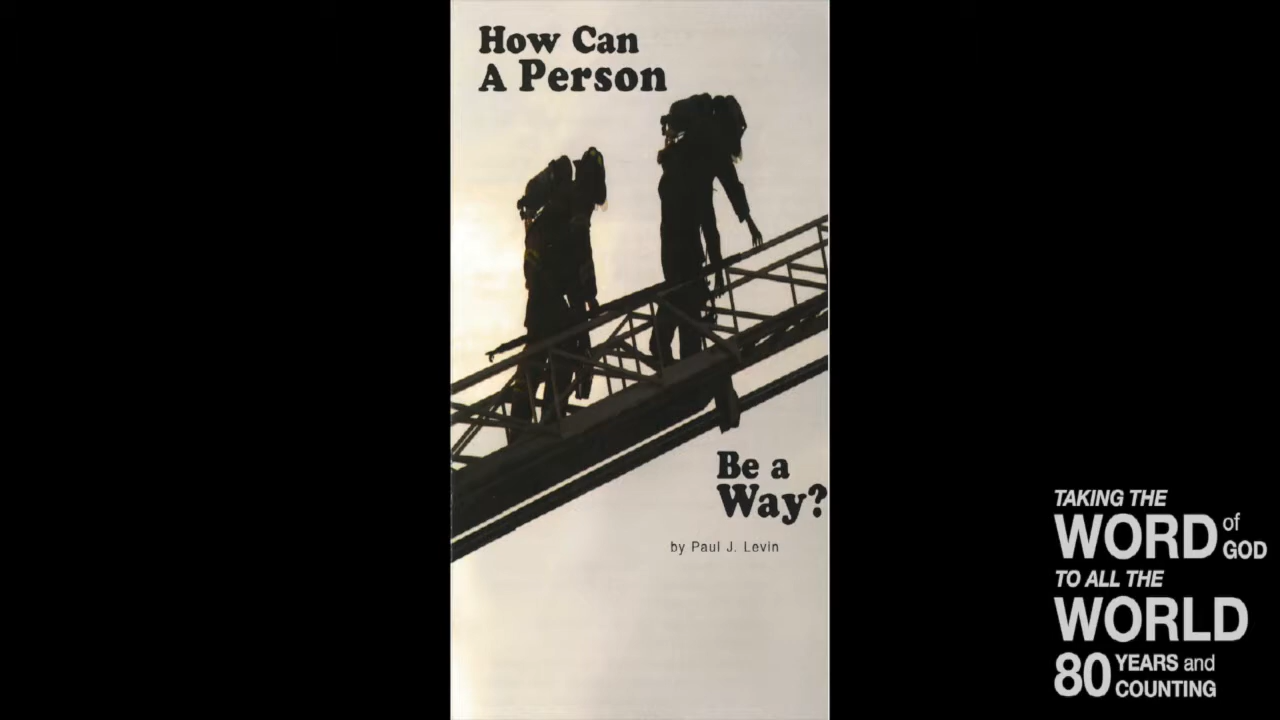 How Can
A Person
Be a
Way?
by Paul J. Levin
TAKING THE
WORD of GOD
TO ALL THE
WORLD
80 YEARS and
COUNTING